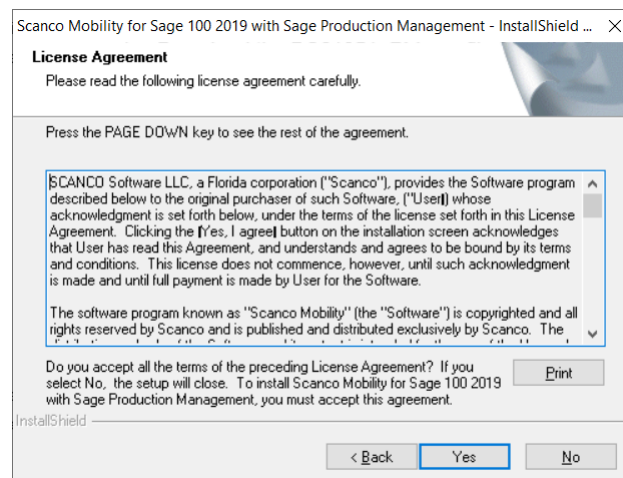 Scanco Mobility for Sage 100 2019 with Sage Production Management - InstallShield ...
License Agreement
Please read the following license agreement carefully.
Press the PAGE DOWN key to see the rest of the agreement.
SCANCO Software LLC, a Florida corporation ("Scanco"), provides the Software program
described below to the original purchaser of such Software, ("User|) whose
acknowledgment is set forth below, under the terms of the license set forth in this License
Agreement. Clicking the |Yes, I agree| button on the installation screen acknowledges
that User has read this Agreement, and understands and agrees to be bound by its terms
and conditions. This license does not commence, however, until such acknowledgment
is made and until full payment is made by User for the Software.
The software program known as "Scanco Mobility" (the "Software") is copyrighted and all
rights reserved by Scanco and is published and distributed exclusively by Scanco. The
Do you accept all the terms of the preceding License Agreement? If you
select No, the setup will close. To install Scanco Mobility for Sage 100 2019
with Sage Production Management, you must accept this agreement.
Print
InstallShield
< Back
Yes
No